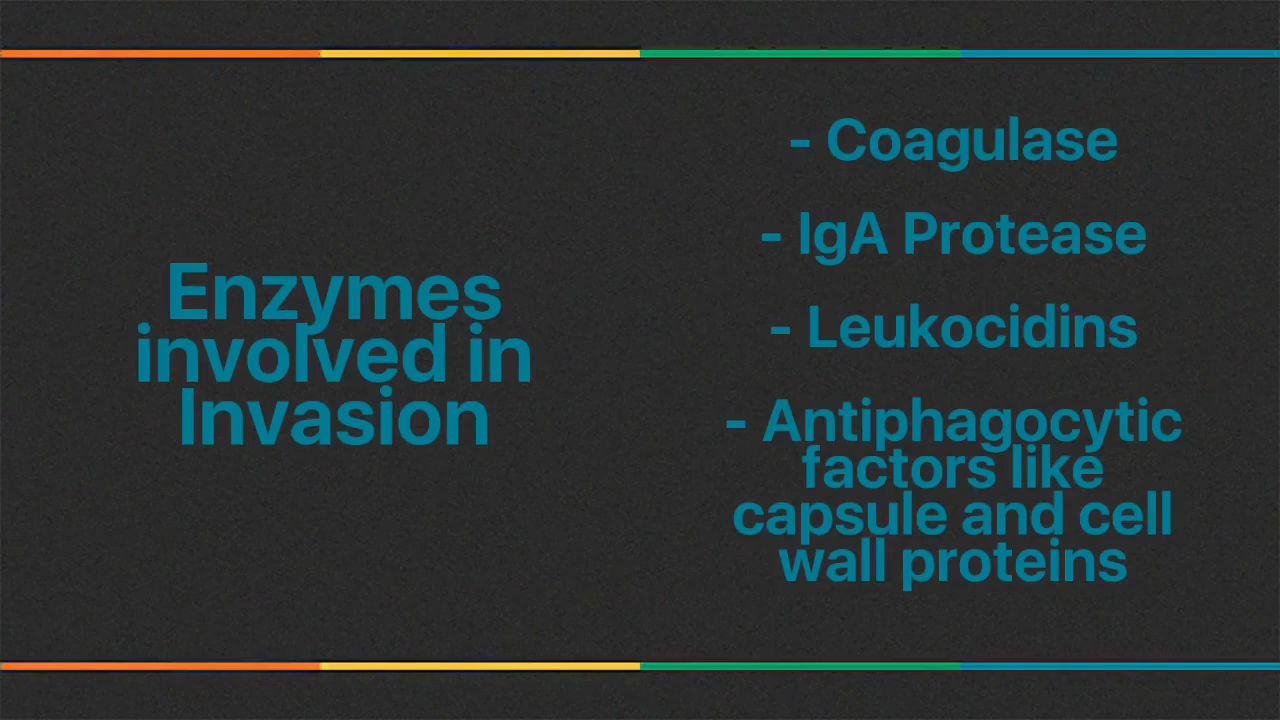 Enzymes
involved in
Invasion
- Coagulase
- IgA Protease
- Leukocidins
- Antiphagocytic
factors like
capsule and cell
wall proteins